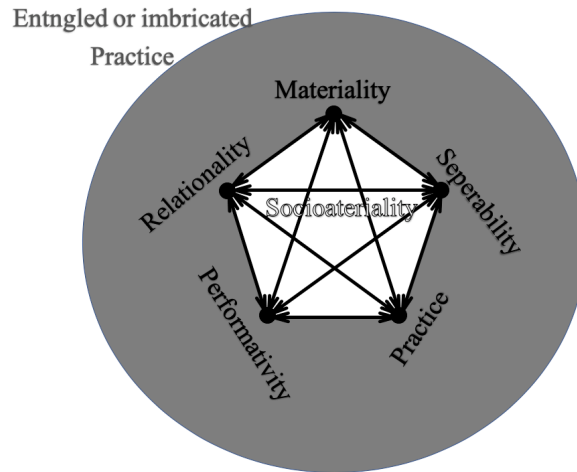 Entngled or imbricated
Practice
Materiality
Relationality
Seperability
Socioateriality
Performativity
Practice